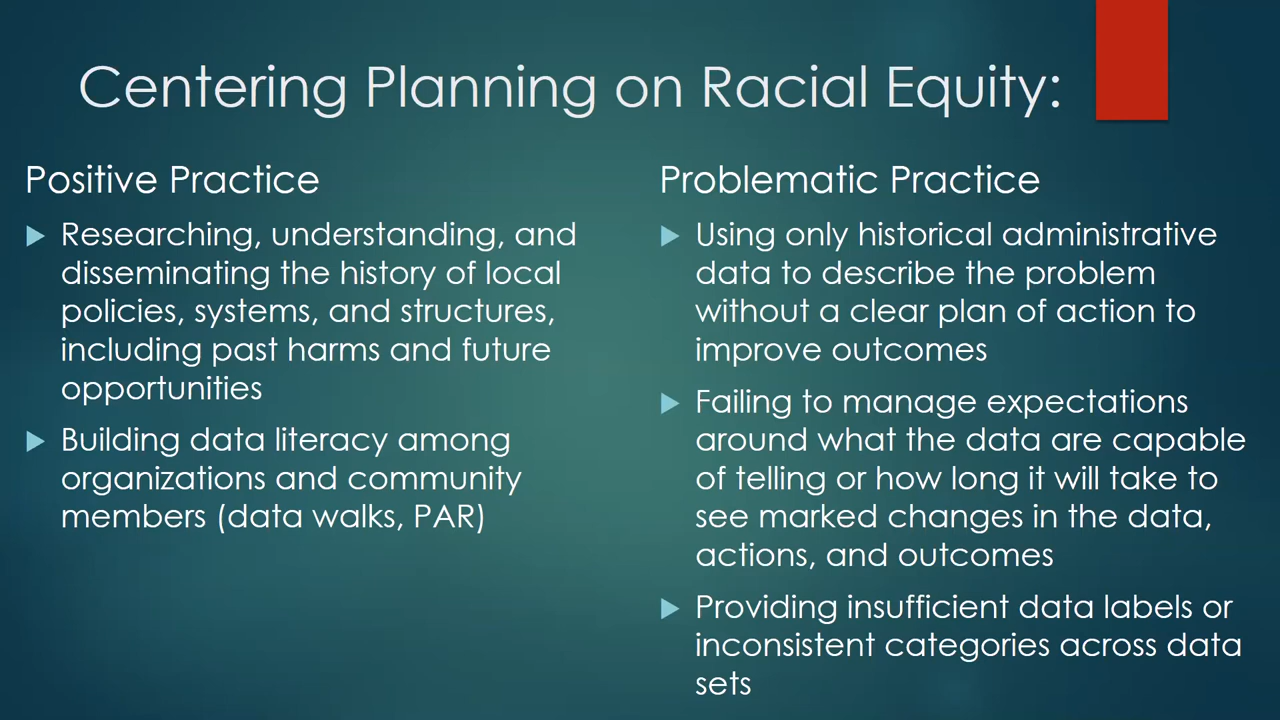 Centering Planning on Racial Equity:
Positive Practice
Researching, understanding, and
disseminating the history of local
policies, systems, and structures,
including past harms and future
opportunities
Building data literacy among
organizations and community
members (data walks, PAR)
Problematic Practice
Using only historical administrative
data to describe the problem
without a clear plan of action to
improve outcomes
Failing to manage expectations
around what the data are capable
of telling or how long it will take to
see marked changes in the data,
actions, and outcomes
Providing insufficient data labels or
inconsistent categories across data
sets